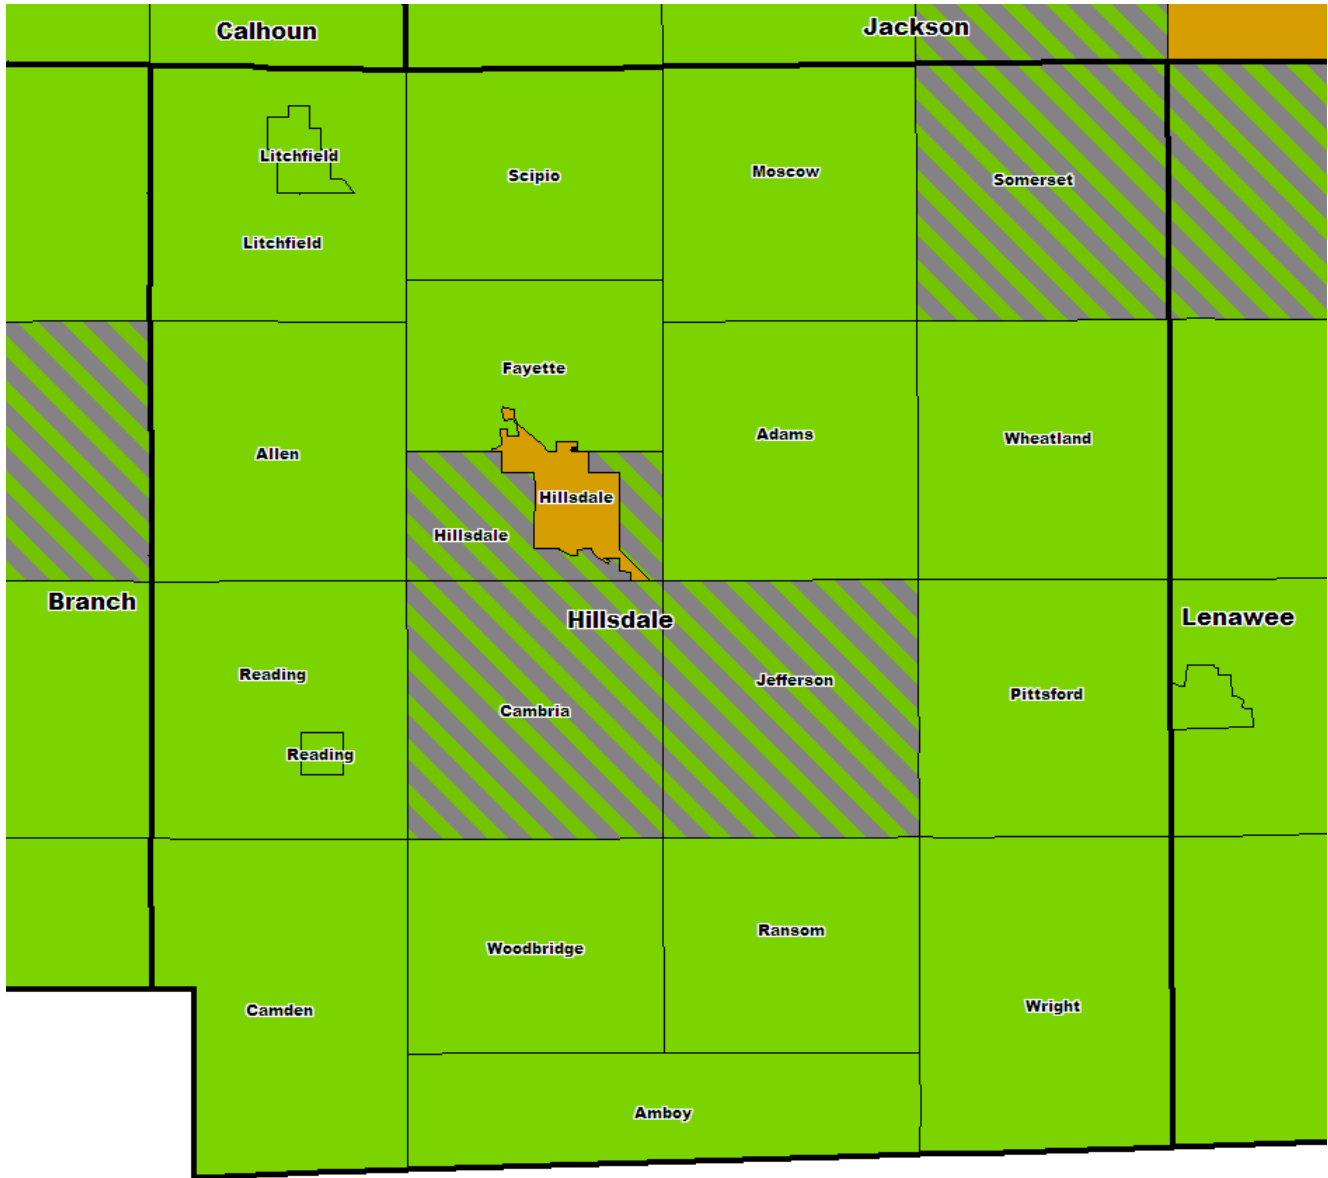 Calhoun
Jackson
Litchfield
Scipio
Moscow
Somerset
Litchfield
Fayette
Allen
Adams
Wheatland
Hillsdale
Hillsdale
Branch
Hillsdale
Lenawee
Reading
Jefferson
Pittsford
Cambria
Reading
Woodbridge
Ransom
Camden
Wright
Amboy